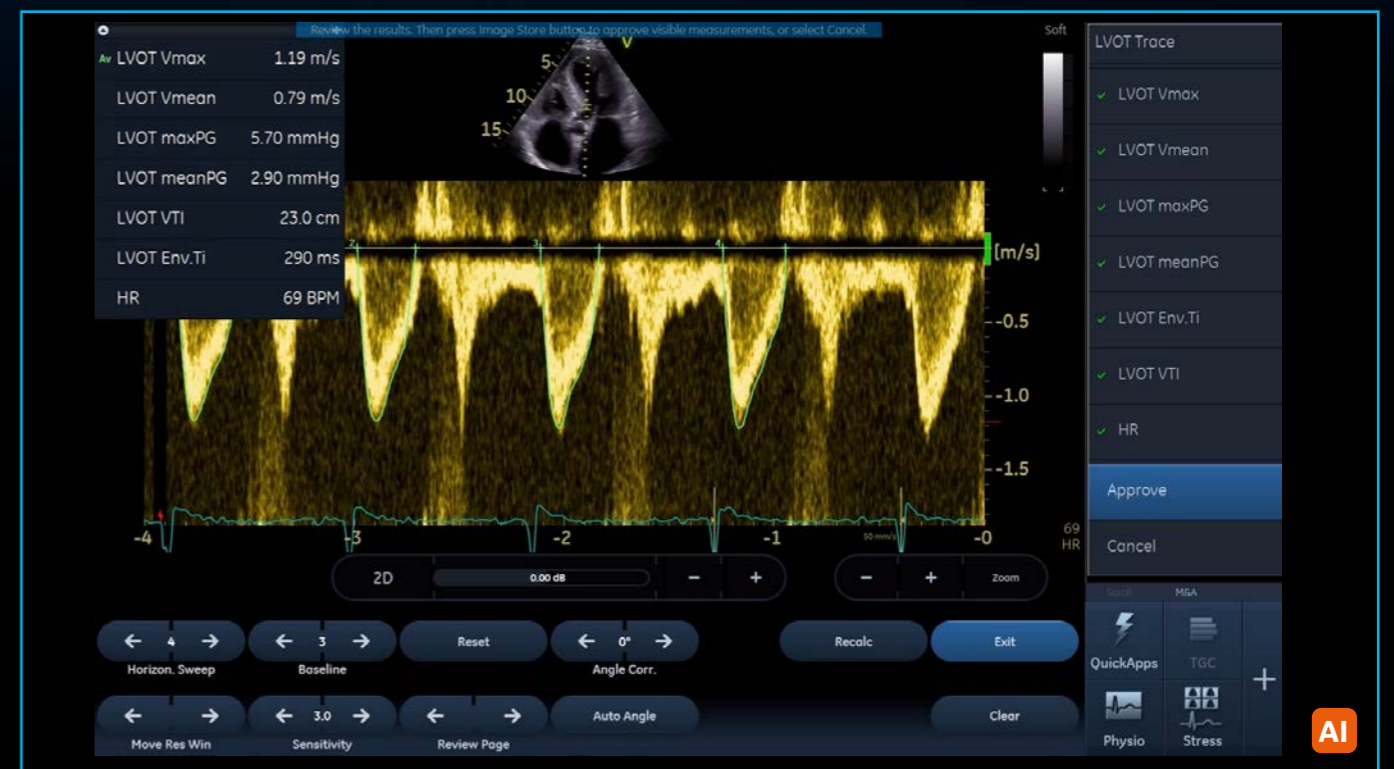 Review the results. Then press Image Store button to approve visible measurements, or select Cancel.
Av LVOT Vmax 1.19 m/s
LVOT Vmean 0.79 m/s
LVOT maxPG 5.70 mmHg
LVOT meanPG 2.90 mmHg
LVOT VTI 23.0 cm
LVOT Env.Ti 290 ms
HR 69 BPM
V
5
10
15
Soft
2
3
4
[m/s]
-0.5
-1.0
-1.5
-4 -3 -2 -1 -0
50 mm/s
69
HR
LVOT Trace
LVOT Vmax
LVOT Vmean
LVOT maxPG
LVOT meanPG
LVOT Env.Ti
LVOT VTI
HR
Approve
Cancel
2D 0.00 dB - + - + Zoom
← 4 → ← 3 → Reset ← 0° → Recalc Exit
Horizon. Sweep Baseline Angle Corr.
← → ← 3.0 → ← → Auto Angle Clear
Move Res Win Sensitivity Review Page
Scroll M&A
QuickApps TGC +
Physio Stress
AI